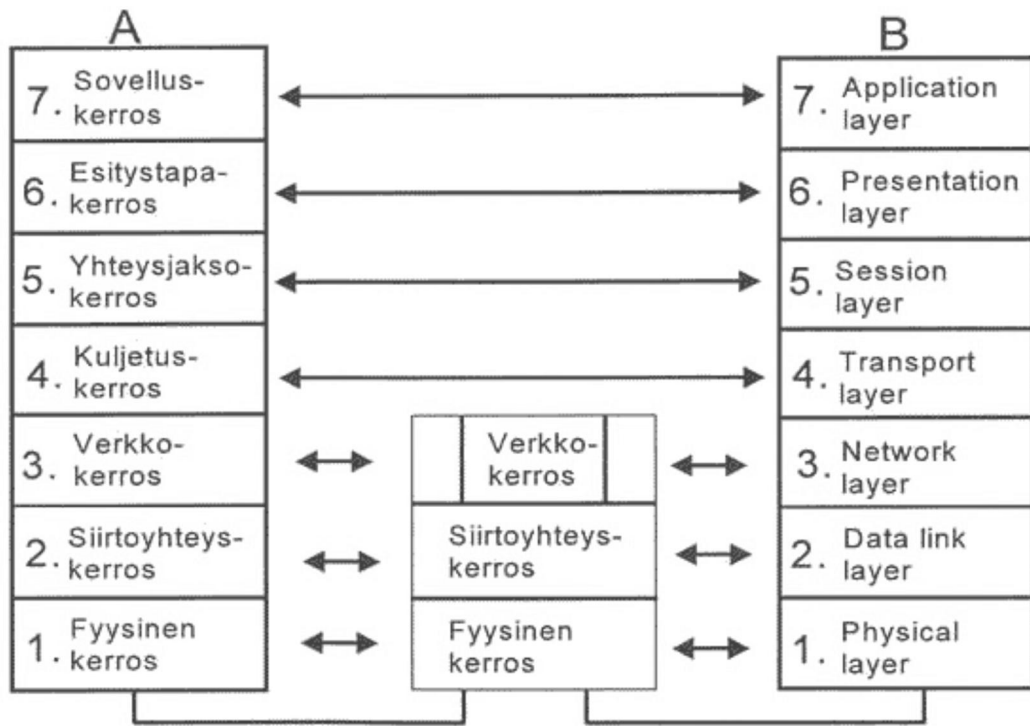 A
7. Sovellus-
kerros
6. Esitystapa-
kerros
5. Yhteysjakso-
kerros
4. Kuljetus-
kerros
3. Verkko-
kerros
2. Siirtoyhteys-
kerros
1. Fyysinen
kerros
Verkko-
kerros
Siirtoyhteys-
kerros
Fyysinen
kerros
B
7. Application
layer
6. Presentation
layer
5. Session
layer
4. Transport
layer
3. Network
layer
2. Data link
layer
1. Physical
layer